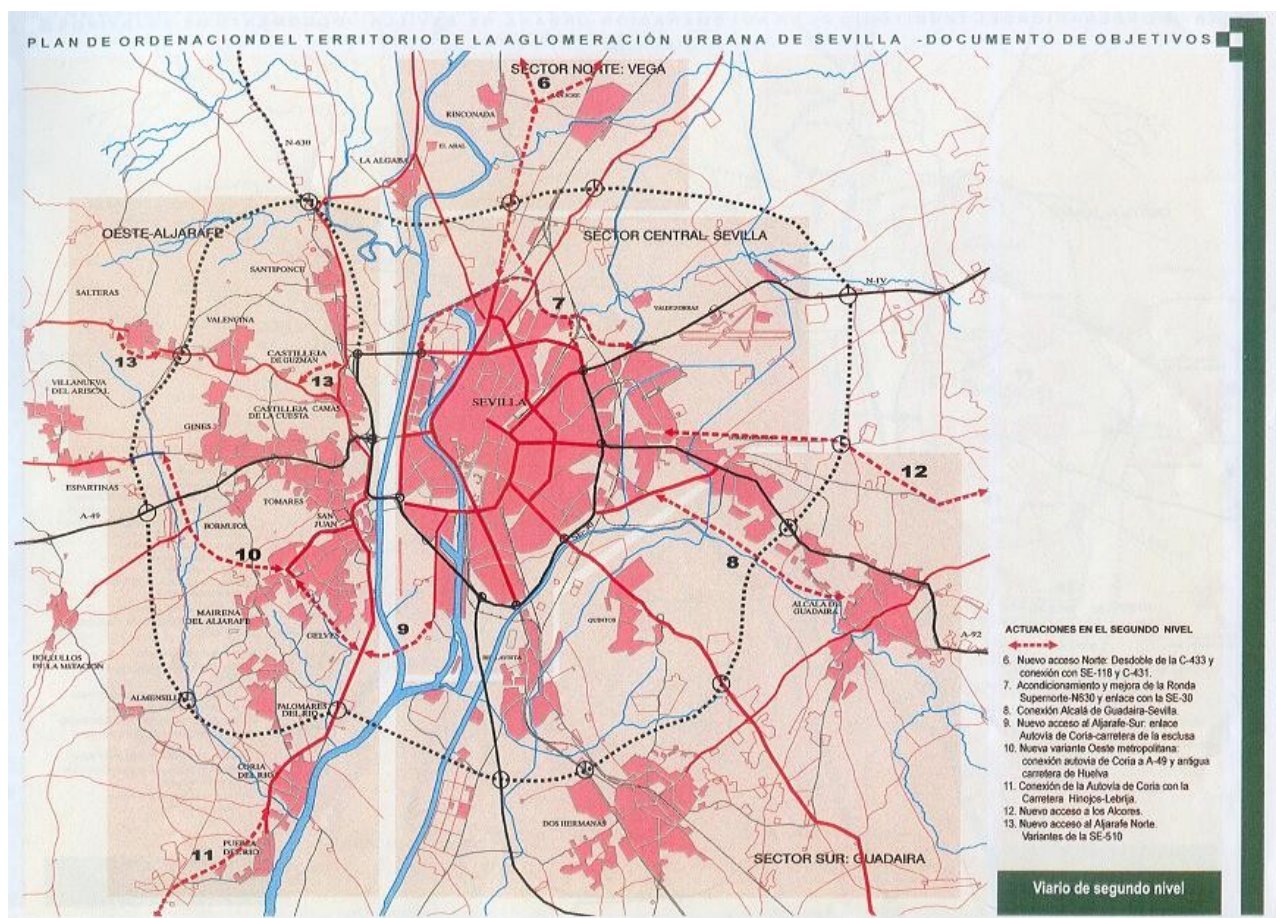 PLAN DE ORDENACIONDEL TERRITORIO DE LA AGLOMERACIÓN URBANA DE SEVILLA -DOCUMENTO DE OBJETIVOS
SECTOR NORTE: VEGA
6
RINCONADA
N-630
EL ABAL
LA ALGABA
OESTE-ALJARAFE
SECTOR CENTRAL- SEVILLA
SANTIPONCE
SALTERAS
N-IV
7
VALDEZORRAS
VALENCINA
13
CASTILLEJA
DE GUZMAN
13
VILLANUEVA
DEL ARISCAL
CASTILLEJA
DE LA CUESTA
CAMAS
SEVILLA
GINES
12
ESPARTINAS
TOMARES
A-49
BORMUJOS
SAN
JUAN
10
8
MAIRENA
DEL ALJARAFE
GELVES
9
QUINTOS
ALCALA DE
GUADAIRA
A-92
BOLLULLOS
DE LA MITACION
BELLAVISTA
ALMENSILLA
PALOMARES
DEL RIO
CORIA
DEL RIO
DOS HERMANAS
11
PUEBLA
DEL RIO
SECTOR SUR: GUADAIRA
ACTUACIONES EN EL SEGUNDO NIVEL
6. Nuevo acceso Norte: Desdoble de la C-433 y
conexión con SE-118 y C-431.
7. Acondicionamiento y mejora de la Ronda
Supernorte-N630 y enlace con la SE-30
8. Conexión Alcalá de Guadaira-Sevilla.
9. Nuevo acceso al Aljarafe-Sur: enlace
Autovía de Coria-carretera de la esclusa
10. Nueva variante Oeste metropolitana:
conexión autovia de Coria a A-49 y antigua
carretera de Huelva
11. Conexión de la Autovía de Coria con la
Carretera Hinojos-Lebrija.
12. Nuevo acceso a los Alcores.
13. Nuevo acceso al Aljarafe Norte.
Variantes de la SE-510
Viario de segundo nivel